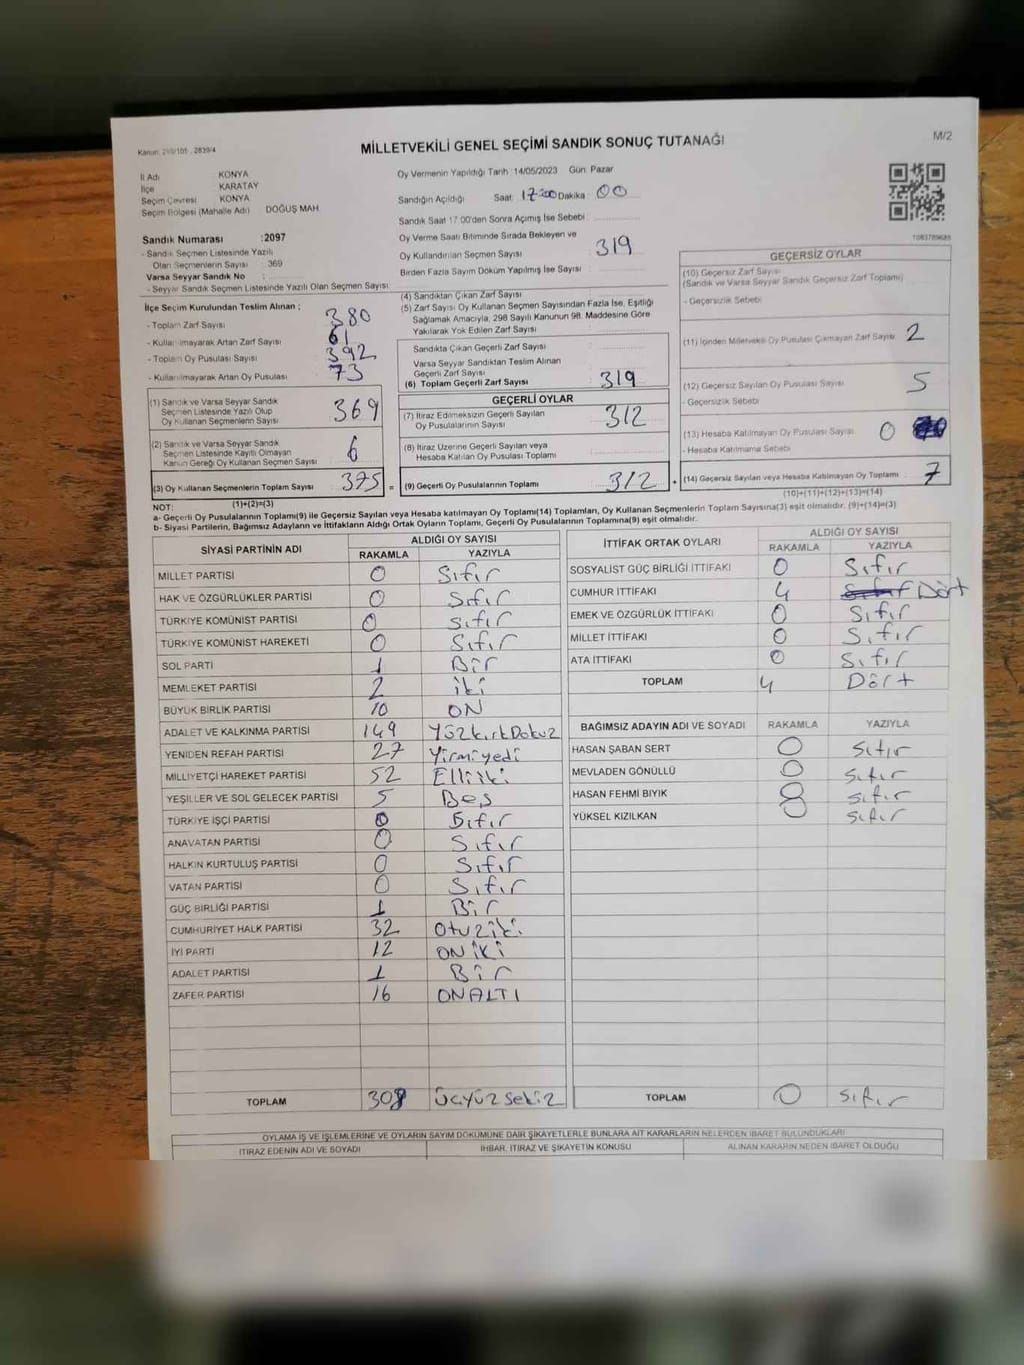 Kanun: 298/105 , 2839/4
MİLLETVEKİLİ GENEL SEÇİMİ SANDIK SONUÇ TUTANAĞI
M/2
İl Adı : KONYA
İlçe : KARATAY
Seçim Çevresi : KONYA
Seçim Bölgesi (Mahalle Adı) DOĞUŞ MAH
Oy Vermenin Yapıldığı Tarih 14/05/2023 Gün: Pazar
Sandığın Açıldığı Saat: 17:00 Dakika: 00
Sandık Saat 17:00'den Sonra Açımış İse Sebebi :
Oy Verme Saati Bitiminde Sırada Bekleyen ve
Oy Kullandırılan Seçmen Sayısı : 319
Birden Fazla Sayım Döküm Yapılmış İse Sayısı :
Sandık Numarası :2097
- Sandık Seçmen Listesinde Yazılı
Olan Seçmenlerin Sayısı : 369
Varsa Seyyar Sandık No :
- Seyyar Sandık Seçmen Listesinde Yazılı Olan Seçmen Sayısı:
İlçe Seçim Kurulundan Teslim Alınan ;
- Toplam Zarf Sayısı : 380
- Kullanılmayarak Artan Zarf Sayısı : 61
- Toplam Oy Pusulası Sayısı : 392
- Kullanılmayarak Artan Oy Pusulası : 73
(1) Sandık ve Varsa Seyyar Sandık
Seçmen Listesinde Yazılı Olup
Oy Kullanan Seçmenlerin Sayısı : 369
(2) Sandık ve Varsa Seyyar Sandık
Seçmen Listesinde Kayıtlı Olmayan
Kanun Gereği Oy Kullanan Seçmen Sayısı : 6
(3) Oy Kullanan Seçmenlerin Toplam Sayısı : 375 =
(1)+(2)=(3)
(4) Sandıktan Çıkan Zarf Sayısı :
(5) Zarf Sayısı Oy Kullanan Seçmen Sayısından Fazla İse, Eşitliği
Sağlamak Amacıyla, 298 Sayılı Kanunun 98. Maddesine Göre
Yakılarak Yok Edilen Zarf Sayısı :
Sandıkta Çıkan Geçerli Zarf Sayısı :
Varsa Seyyar Sandıktan Teslim Alınan
Geçerli Zarf Sayısı :
(6) Toplam Geçerli Zarf Sayısı : 319
GEÇERLİ OYLAR
(7) İtiraz Edilmeksizin Geçerli Sayılan
Oy Pusulalarının Sayısı : 312
(8) İtiraz Üzerine Geçerli Sayılan veya
Hesaba Katılan Oy Pusulası Toplamı :
(9) Geçerli Oy Pusulalarının Toplamı : 312 +
GEÇERSİZ OYLAR
(10) Geçersiz Zarf Sayısı
(Sandık ve Varsa Seyyar Sandık Geçersiz Zarf Toplamı)
- Geçersizlik Sebebi
(11) İçinden Milletvekili Oy Pusulası Çıkmayan Zarf Sayısı : 2
(12) Geçersiz Sayılan Oy Pusulası Sayısı : 5
- Geçersizlik Sebebi
(13) Hesaba Katılmayan Oy Pusulası Sayısı : 0
- Hesaba Katılmama Sebebi
(14) Geçersiz Sayılan veya Hesaba Katılmayan Oy Toplamı : 7
(10)+(11)+(12)+(13)=(14)
NOT:
a- Geçerli Oy Pusulalarının Toplamı(9) ile Geçersiz Sayılan veya Hesaba katılmayan Oy Toplamı(14) Toplamları, Oy Kullanan Seçmenlerin Toplam Sayısına(3) eşit olmalıdır. (9)+(14)=(3)
b- Siyasi Partilerin, Bağımsız Adayların ve İttifakların Aldığı Ortak Oyların Toplamı, Geçerli Oy Pusulalarının Toplamına(9) eşit olmalıdır.
SİYASİ PARTİNİN ADI ALDIĞI OY SAYISI
RAKAMLA YAZIYLA
MİLLET PARTİSİ 0 Sıfır
HAK VE ÖZGÜRLÜKLER PARTİSİ 0 Sıfır
TÜRKİYE KOMÜNİST PARTİSİ 0 Sıfır
TÜRKİYE KOMÜNİST HAREKETİ 0 Sıfır
SOL PARTİ 1 Bir
MEMLEKET PARTİSİ 2 iki
BÜYÜK BİRLİK PARTİSİ 10 ON
ADALET VE KALKINMA PARTİSİ 149 YüzkırkDokuz
YENİDEN REFAH PARTİSİ 27 Yirmiyedi
MİLLİYETÇİ HAREKET PARTİSİ 52 Elliiki
YEŞİLLER VE SOL GELECEK PARTİSİ 5 Beş
TÜRKİYE İŞÇİ PARTİSİ 0 Sıfır
ANAVATAN PARTİSİ 0 Sıfır
HALKIN KURTULUŞ PARTİSİ 0 Sıfır
VATAN PARTİSİ 0 Sıfır
GÜÇ BİRLİĞİ PARTİSİ 1 Bir
CUMHURİYET HALK PARTİSİ 32 Otuziki
İYİ PARTİ 12 ON iKi
ADALET PARTİSİ 1 Bir
ZAFER PARTİSİ 16 ONALTI
TOPLAM 308 Üçyüz sekiz
İTTİFAK ORTAK OYLARI ALDIĞI OY SAYISI
RAKAMLA YAZIYLA
SOSYALİST GÜÇ BİRLİĞİ İTTİFAKI 0 Sıfır
CUMHUR İTTİFAKI 4 Dört
EMEK VE ÖZGÜRLÜK İTTİFAKI 0 Sıfır
MİLLET İTTİFAKI 0 Sıfır
ATA İTTİFAKI 0 Sıfır
TOPLAM 4 Dört
BAĞIMSIZ ADAYIN ADI VE SOYADI RAKAMLA YAZIYLA
HASAN ŞABAN SERT 0 Sıfır
MEVLADEN GÖNÜLLÜ 0 Sıfır
HASAN FEHMİ BIYIK 0 Sıfır
YÜKSEL KIZILKAN 0 Sıfır
TOPLAM 0 Sıfır
OYLAMA İŞ VE İŞLEMLERİNE VE OYLARIN SAYIM DÖKÜMÜNE DAİR ŞİKAYETLERLE BUNLARA AİT KARARLARIN NELERDEN İBARET BULUNDUKLARI
İTİRAZ EDENİN ADI VE SOYADI İHBAR, İTİRAZ VE ŞİKAYETİN KONUSU ALINAN KARARIN NEDEN İBARET OLDUĞU